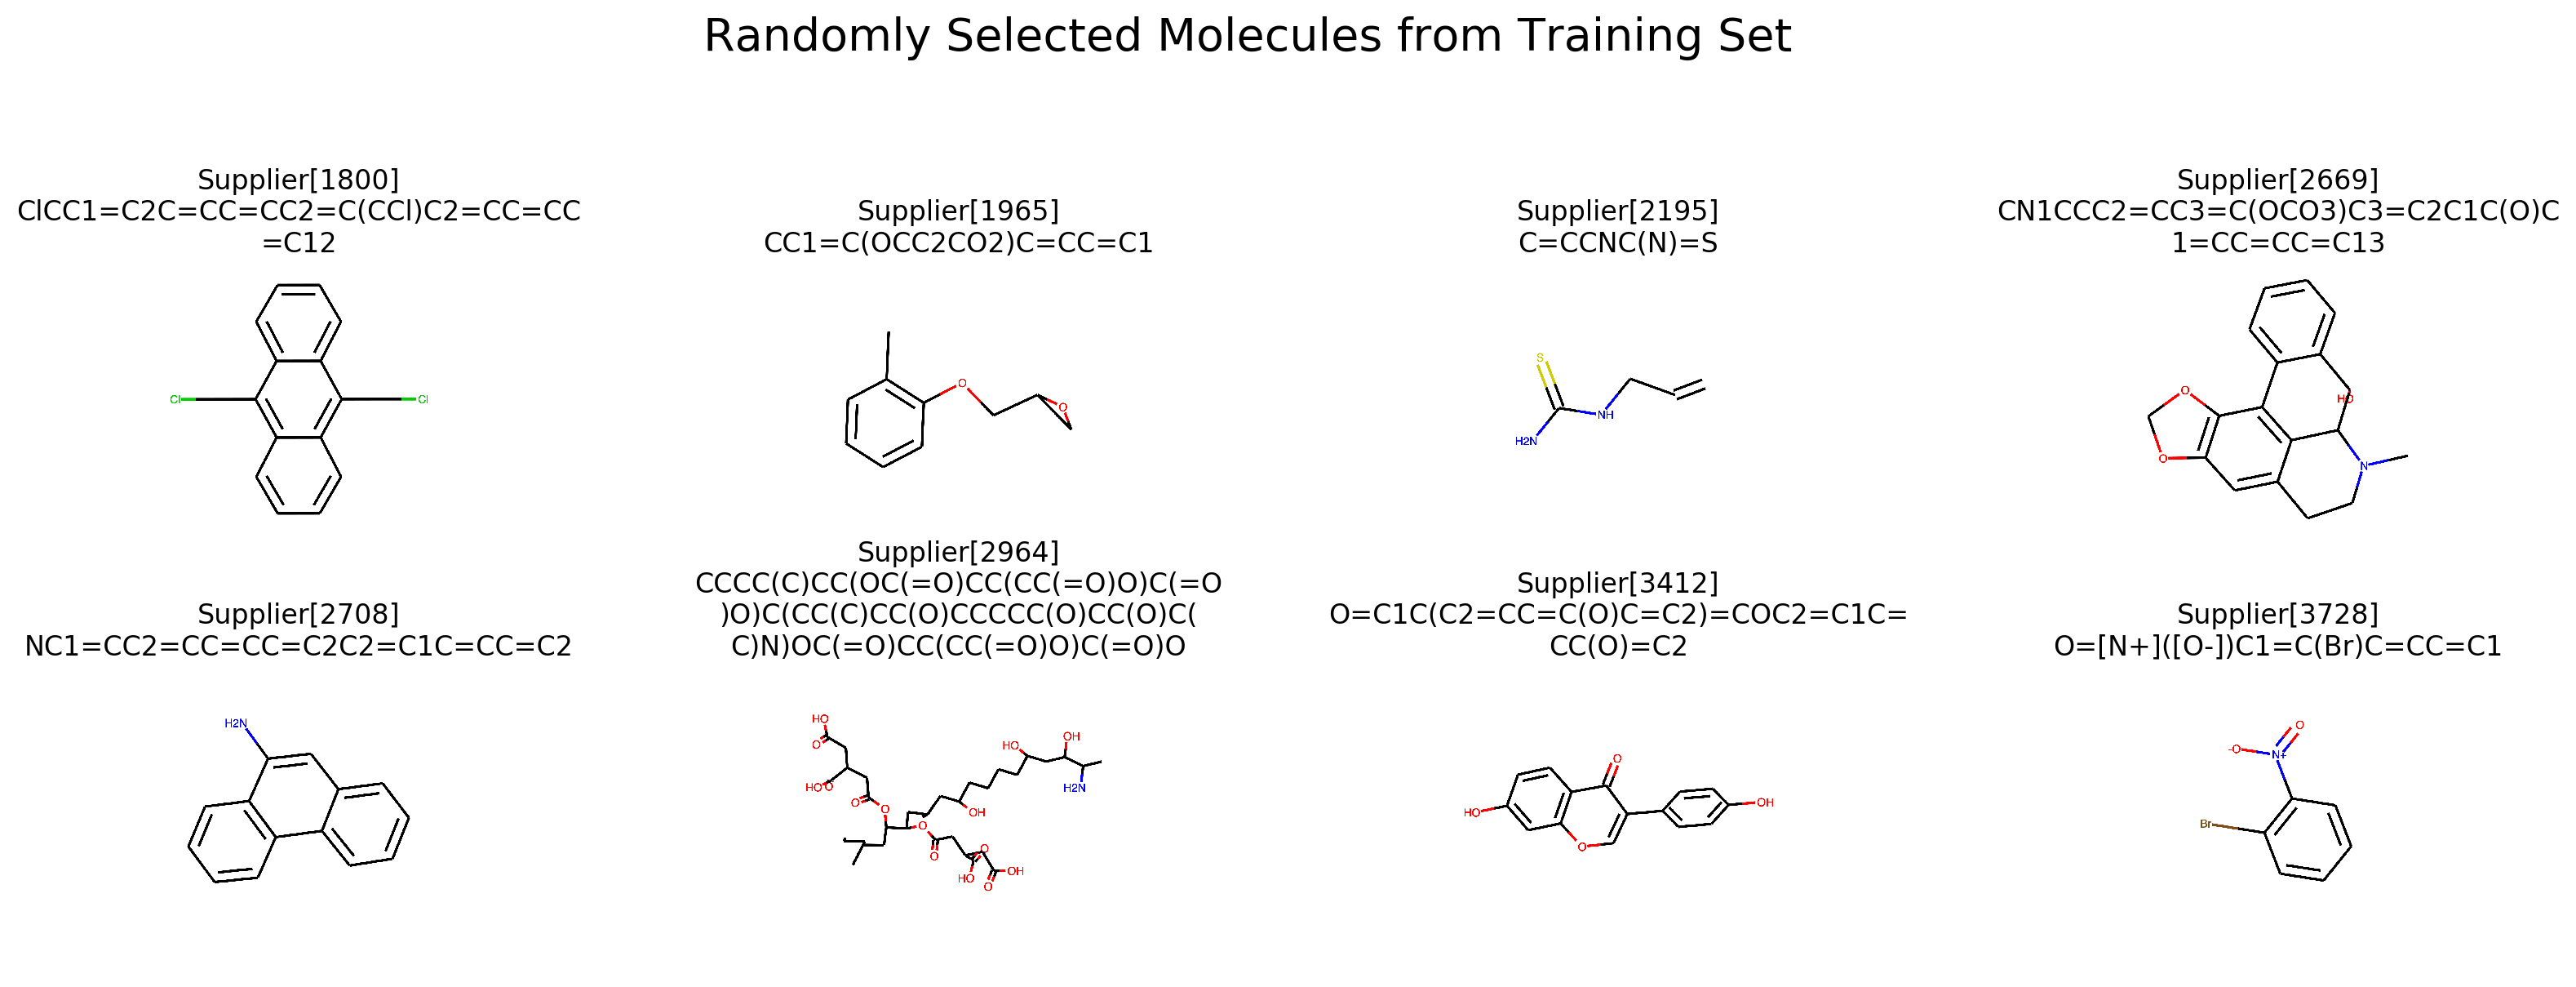 Randomly Selected Molecules from Training Set
Supplier[1800]
ClCC1=C2C=CC=CC2=C(CCl)C2=CC=CC
=C12
Cl
Cl
Supplier[1965]
CC1=C(OCC2CO2)C=CC=C1
O
O
Supplier[2195]
C=CCNC(N)=S
S
NH
H2N
Supplier[2669]
CN1CCC2=CC3=C(OCO3)C3=C2C1C(O)C
1=CC=CC=C13
O
HO
O
N
Supplier[2708]
NC1=CC2=CC=CC=C2C2=C1C=CC=C2
H2N
Supplier[2964]
CCCC(C)CC(OC(=O)CC(CC(=O)O)C(=O
)O)C(CC(C)CC(O)CCCCC(O)CC(O)C(
C)N)OC(=O)CC(CC(=O)O)C(=O)O
HO
O
HO
O
O
O
HO
OH
H2N
OH
O
O
O
HO
O
OH
O
Supplier[3412]
O=C1C(C2=CC=C(O)C=C2)=COC2=C1C=
CC(O)=C2
O
HO
OH
O
Supplier[3728]
O=[N+]([O-])C1=C(Br)C=CC=C1
O
-O
N+
Br